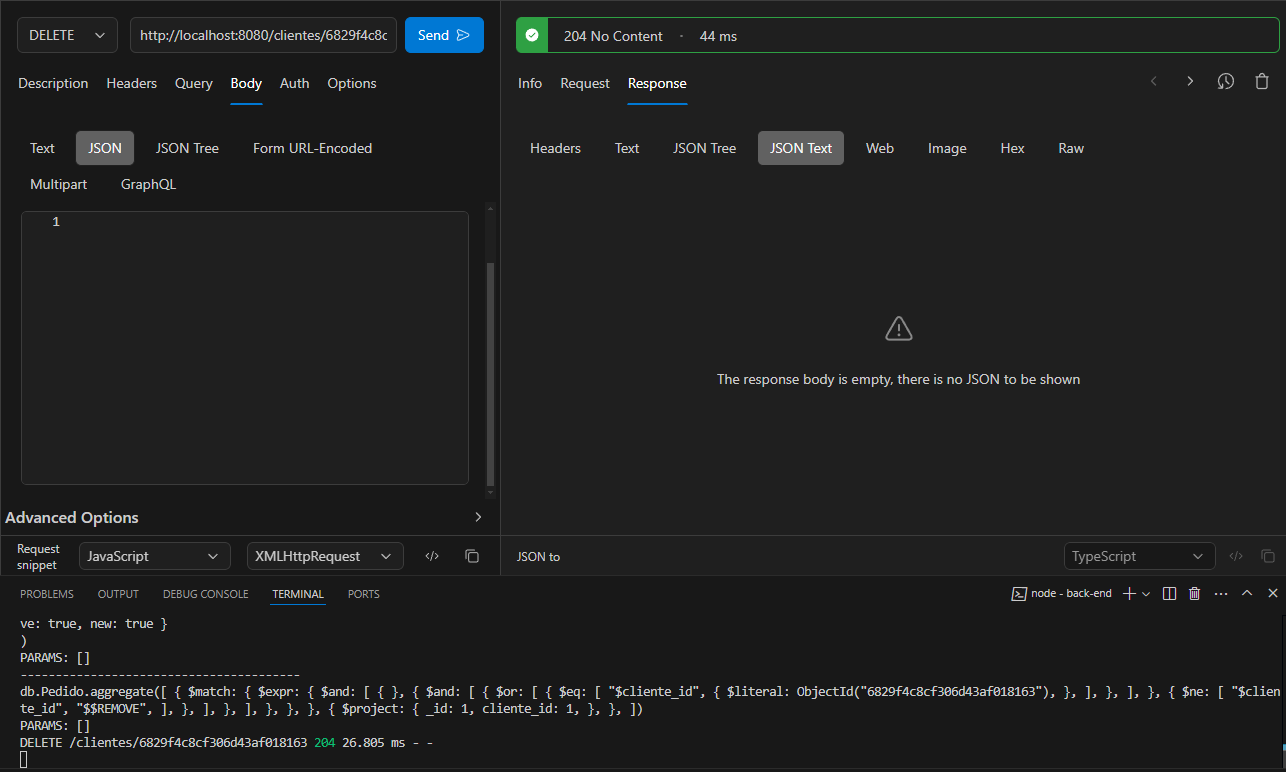 DELETE
http://localhost:8080/clientes/6829f4c8c
Send
204 No Content · 44 ms
Description Headers Query Body Auth Options
Info Request Response
Text JSON JSON Tree Form URL-Encoded
Multipart GraphQL
Headers Text JSON Tree JSON Text Web Image Hex Raw
1
The response body is empty, there is no JSON to be shown
Advanced Options
Request
snippet
JavaScript
XMLHttpRequest
JSON to
TypeScript
PROBLEMS OUTPUT DEBUG CONSOLE TERMINAL PORTS
node - back-end
ve: true, new: true }
)
PARAMS: []
----------------------------------------
db.Pedido.aggregate([ { $match: { $expr: { $and: [ { }, { $and: [ { $or: [ { $eq: [ "$cliente_id", { $literal: ObjectId("6829f4c8cf306d43af018163"), }, ], }, ], }, { $ne: [ "$clien
te_id", "$$REMOVE", ], }, ], }, ], }, }, }, { $project: { _id: 1, cliente_id: 1, }, }, ])
PARAMS: []
DELETE /clientes/6829f4c8cf306d43af018163 204 26.805 ms - -